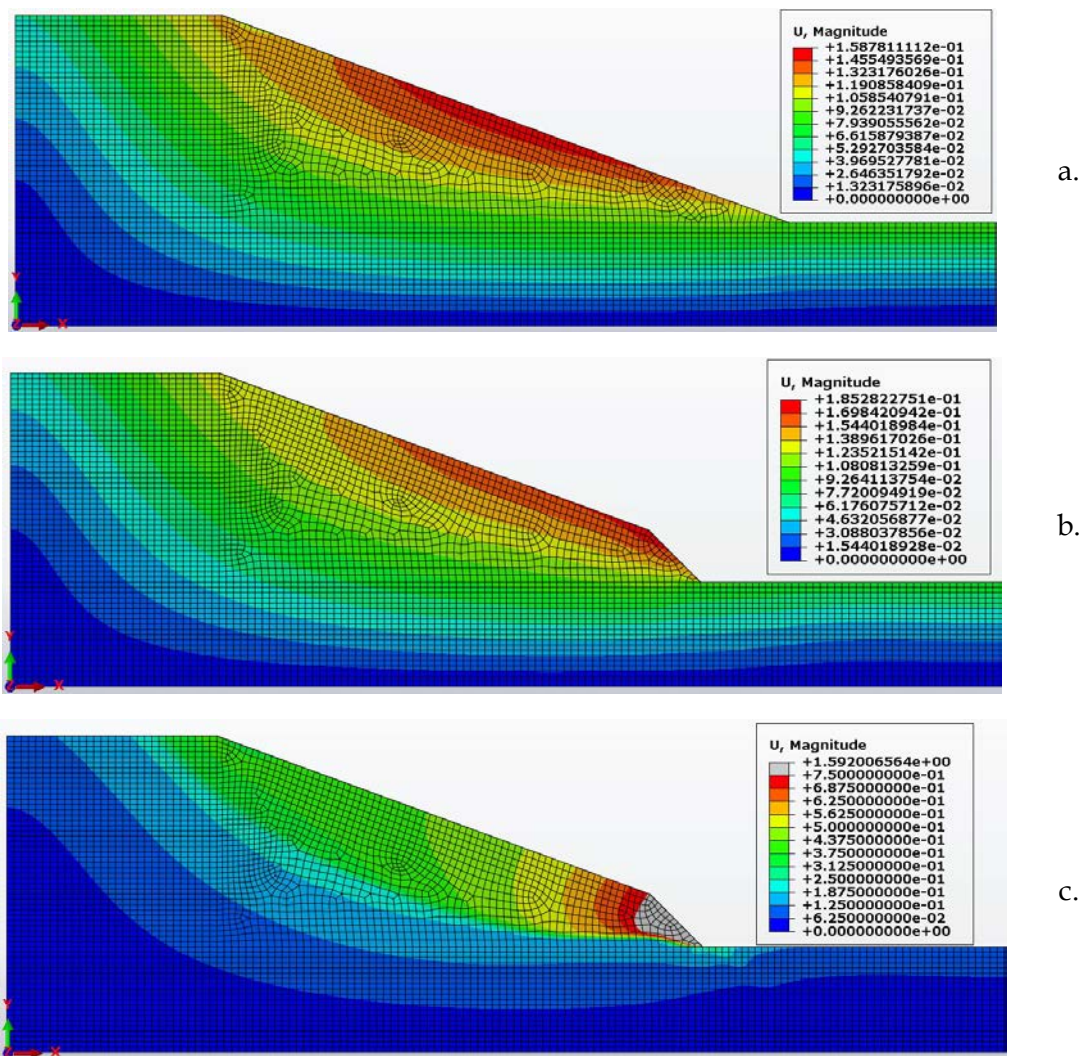 U, Magnitude
+1.587811112e-01
+1.455493569e-01
+1.323176026e-01
+1.190858409e-01
+1.058540791e-01
+9.262231737e-02
+7.939055562e-02
+6.615879387e-02
+5.292703584e-02
+3.969527781e-02
+2.646351792e-02
+1.323175896e-02
+0.000000000e+00
a.
Y
X
U, Magnitude
+1.852822751e-01
+1.698420942e-01
+1.544018984e-01
+1.389617026e-01
+1.235215142e-01
+1.080813259e-01
+9.264113754e-02
+7.720094919e-02
+6.176075712e-02
+4.632056877e-02
+3.088037856e-02
+1.544018928e-02
+0.000000000e+00
b.
Y
X
U, Magnitude
+1.592006564e+00
+7.500000000e-01
+6.875000000e-01
+6.250000000e-01
+5.625000000e-01
+5.000000000e-01
+4.375000000e-01
+3.750000000e-01
+3.125000000e-01
+2.500000000e-01
+1.875000000e-01
+1.250000000e-01
+6.250000000e-02
+0.000000000e+00
c.
Y
X